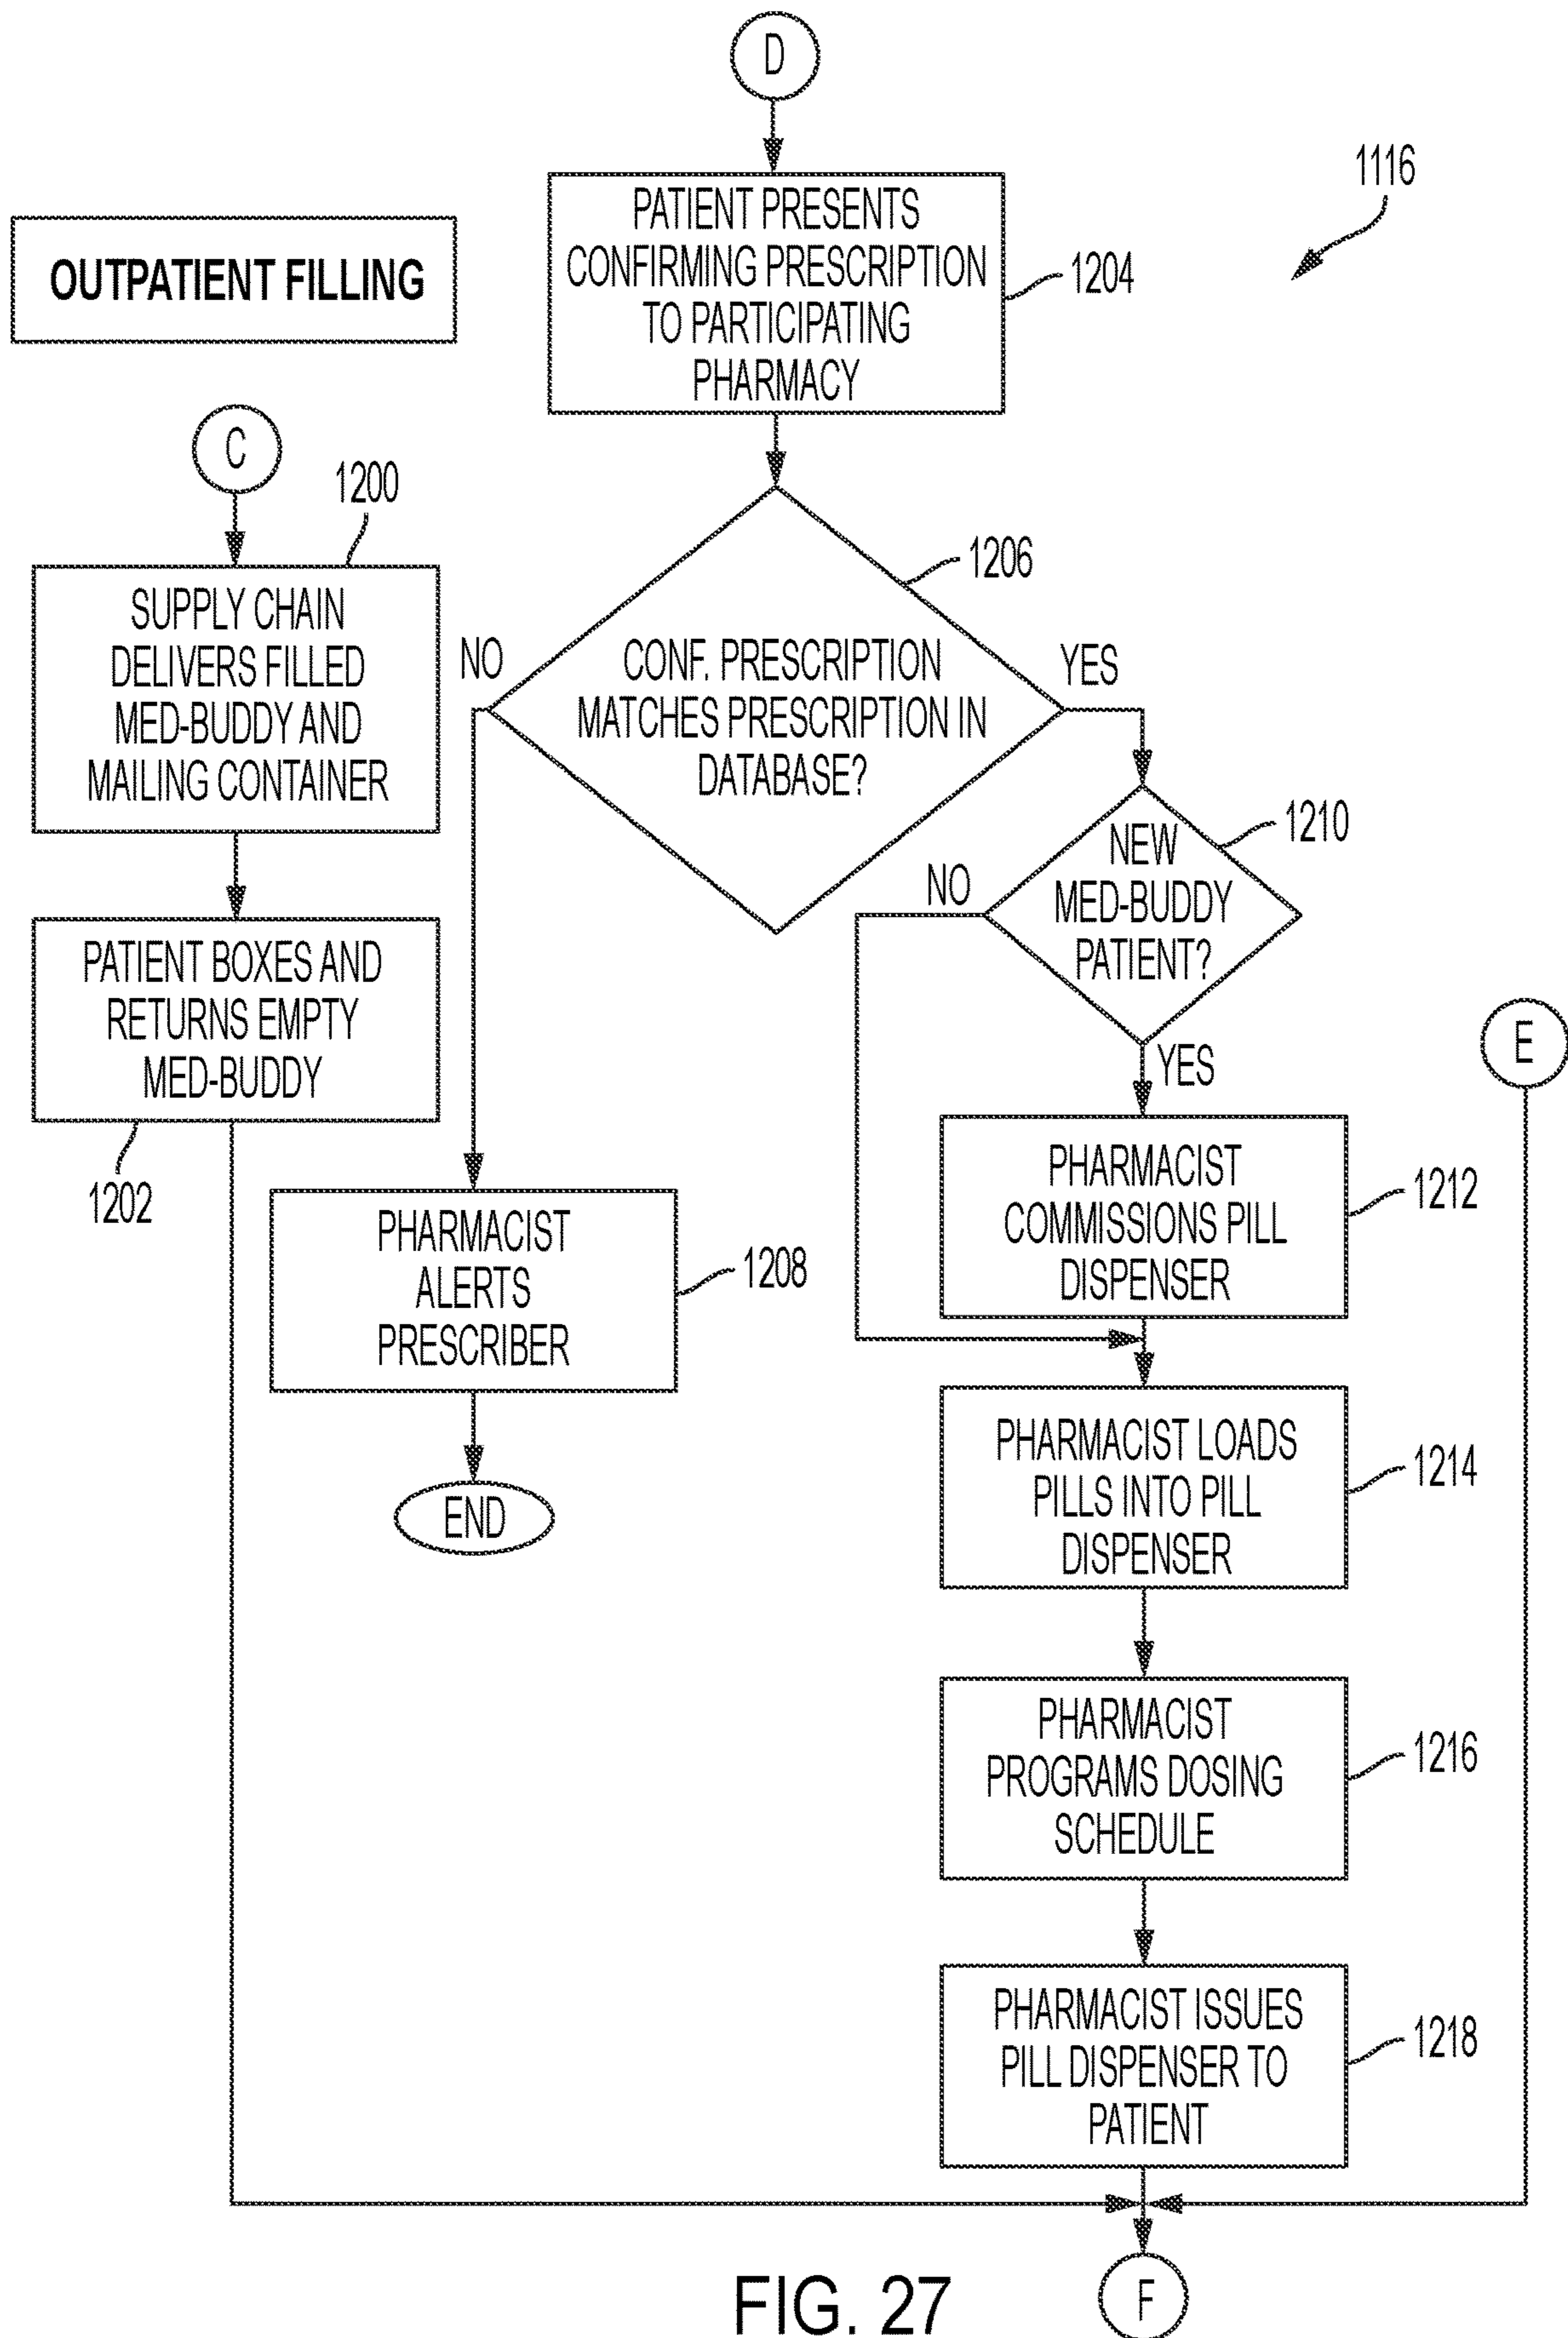 D
1116
PATIENT PRESENTS
CONFIRMING PRESCRIPTION
TO PARTICIPATING
PHARMACY
1204
OUTPATIENT FILLING
C
1200
SUPPLY CHAIN
DELIVERS FILLED
MED-BUDDY AND
MAILING CONTAINER
1206
NO
CONF. PRESCRIPTION
MATCHES PRESCRIPTION IN
DATABASE?
YES
1210
NEW
MED-BUDDY
PATIENT?
NO
YES
PATIENT BOXES AND
RETURNS EMPTY
MED-BUDDY
1202
E
PHARMACIST
ALERTS
PRESCRIBER
1208
END
PHARMACIST
COMMISSIONS PILL
DISPENSER
1212
PHARMACIST LOADS
PILLS INTO PILL
DISPENSER
1214
PHARMACIST
PROGRAMS DOSING
SCHEDULE
1216
PHARMACIST ISSUES
PILL DISPENSER TO
PATIENT
1218
F
FIG. 27